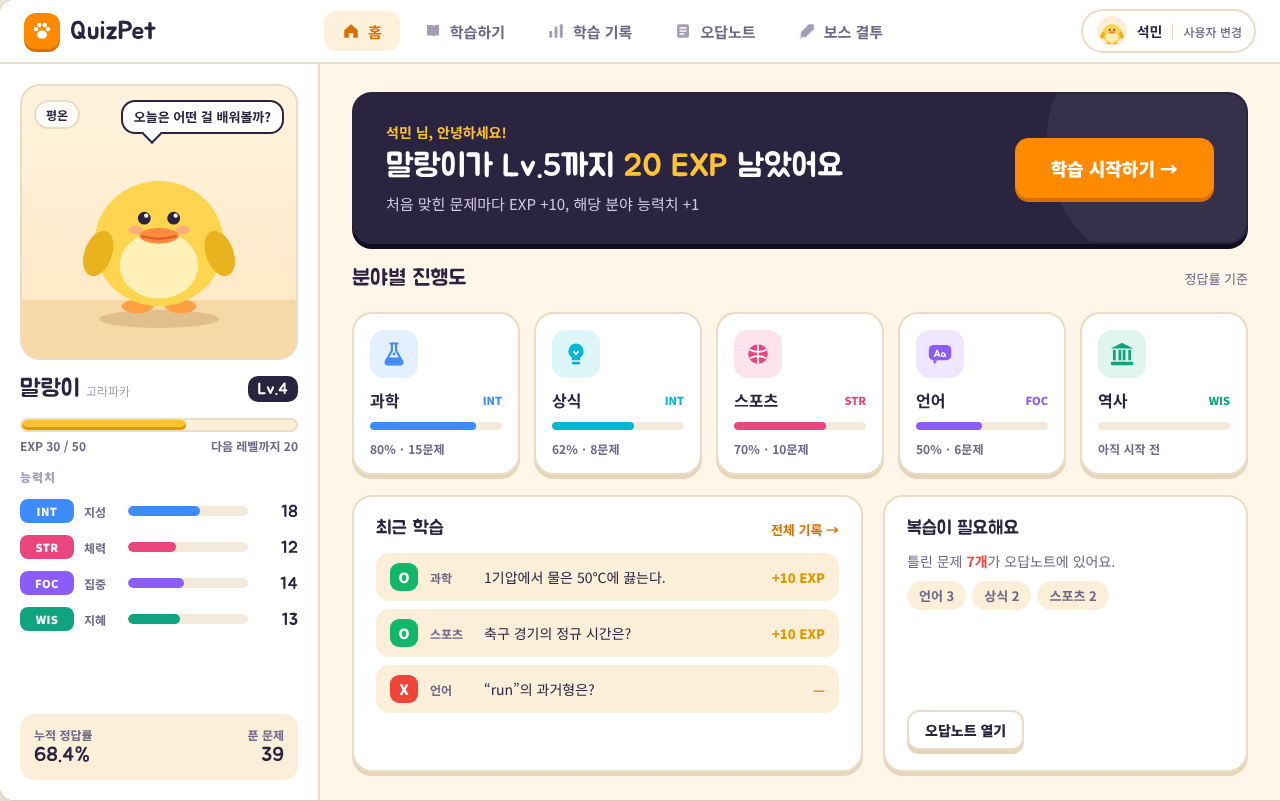 QuizPet
홈
학습하기
학습 기록
오답노트
보스 결투
석민
사용자 변경
평온
오늘은 어떤 걸 배워볼까?
말랑이 고라파카 Lv.4
EXP 30 / 50
다음 레벨까지 20
능력치
INT 지성 18
STR 체력 12
FOC 집중 14
WIS 지혜 13
누적 정답률
68.4%
푼 문제
39
석민 님, 안녕하세요!
말랑이가 Lv.5까지 20 EXP 남았어요
처음 맞힌 문제마다 EXP +10, 해당 분야 능력치 +1
학습 시작하기 →
분야별 진행도
정답률 기준
과학 INT
80% · 15문제
상식 INT
62% · 8문제
스포츠 STR
70% · 10문제
Aa
언어 FOC
50% · 6문제
역사 WIS
아직 시작 전
최근 학습
전체 기록 →
O 과학 1기압에서 물은 50℃에 끓는다. +10 EXP
O 스포츠 축구 경기의 정규 시간은? +10 EXP
X 언어 “run”의 과거형은? —
복습이 필요해요
틀린 문제 7개가 오답노트에 있어요.
언어 3
상식 2
스포츠 2
오답노트 열기